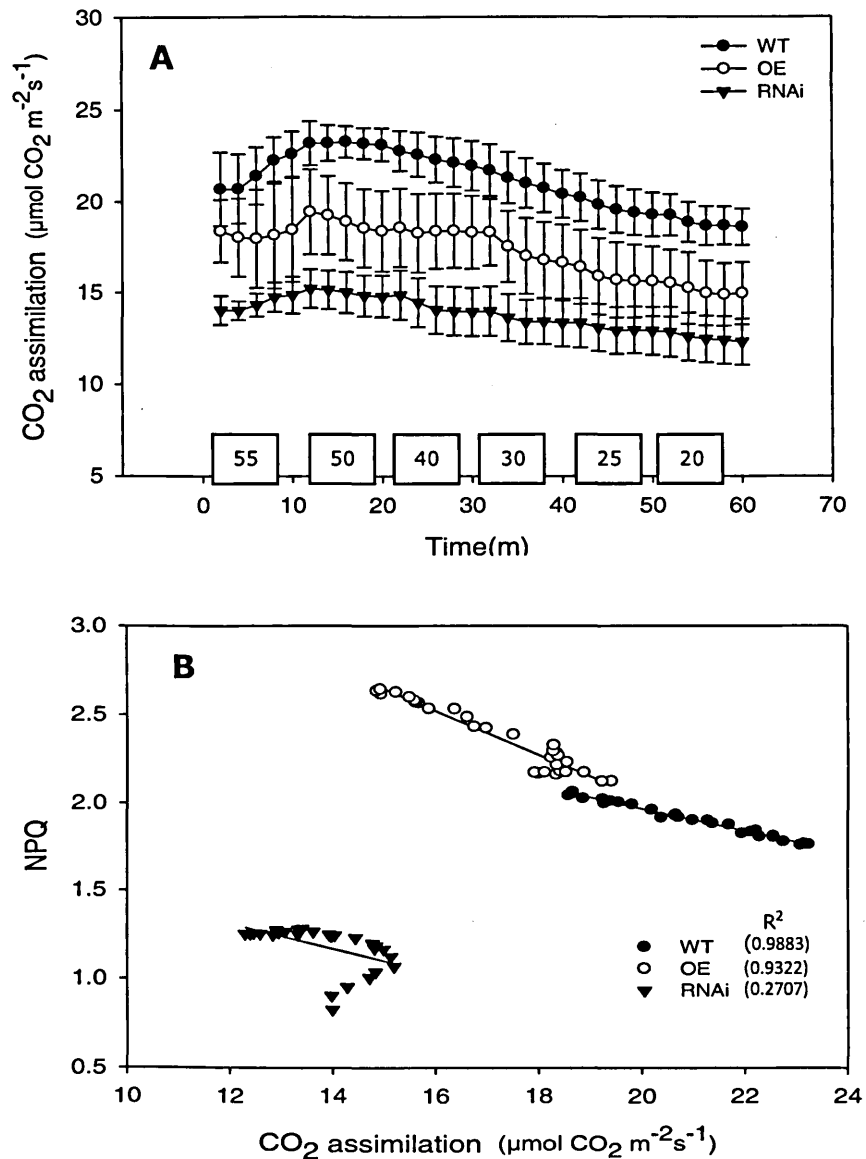 A
WT
OE
RNAi
CO2 assimilation (µmol CO2 m-2s-1)
30
25
20
15
10
5
55
50
40
30
25
20
0
10
20
30
40
50
60
70
Time(m)
B
NPQ
3.0
2.5
2.0
1.5
1.0
0.5
R2
WT (0.9883)
OE (0.9322)
RNAi (0.2707)
10
12
14
16
18
20
22
24
CO2 assimilation (µmol CO2 m-2s-1)